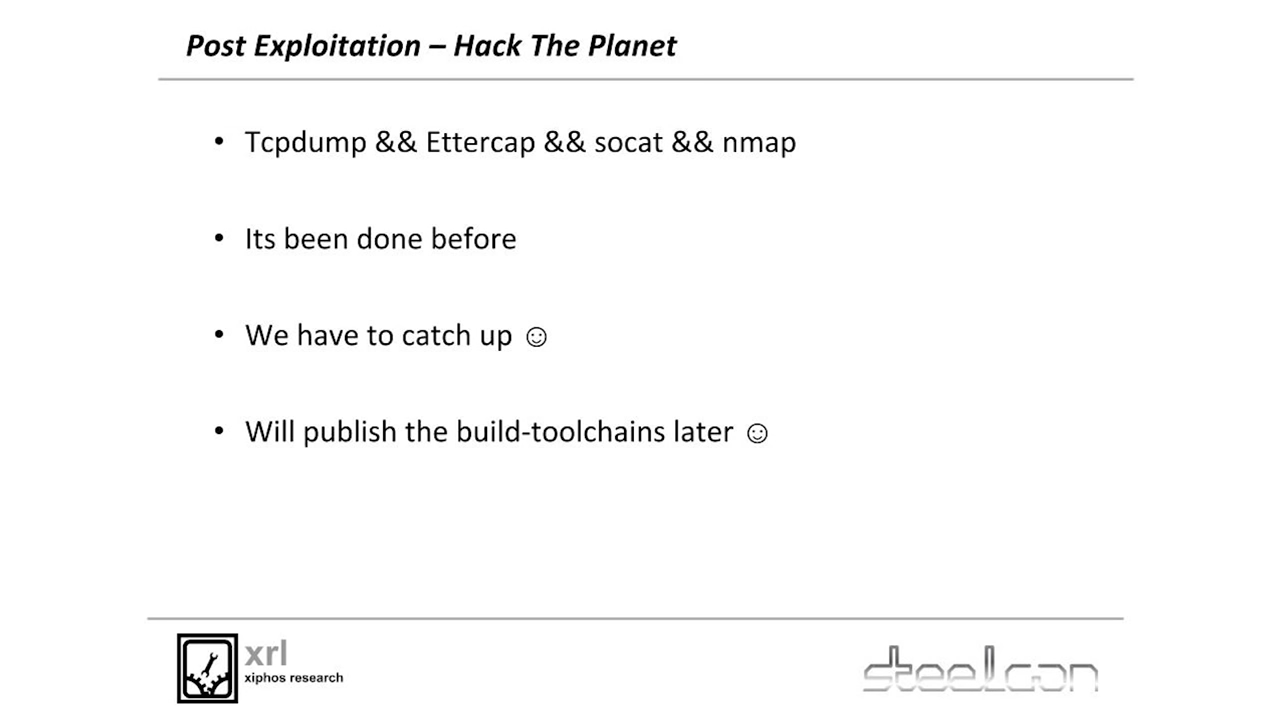 Post Exploitation – Hack The Planet
• Tcpdump && Ettercap && socat && nmap
• Its been done before
• We have to catch up ☺
• Will publish the build-toolchains later ☺
xrl
xiphos research
steelcon